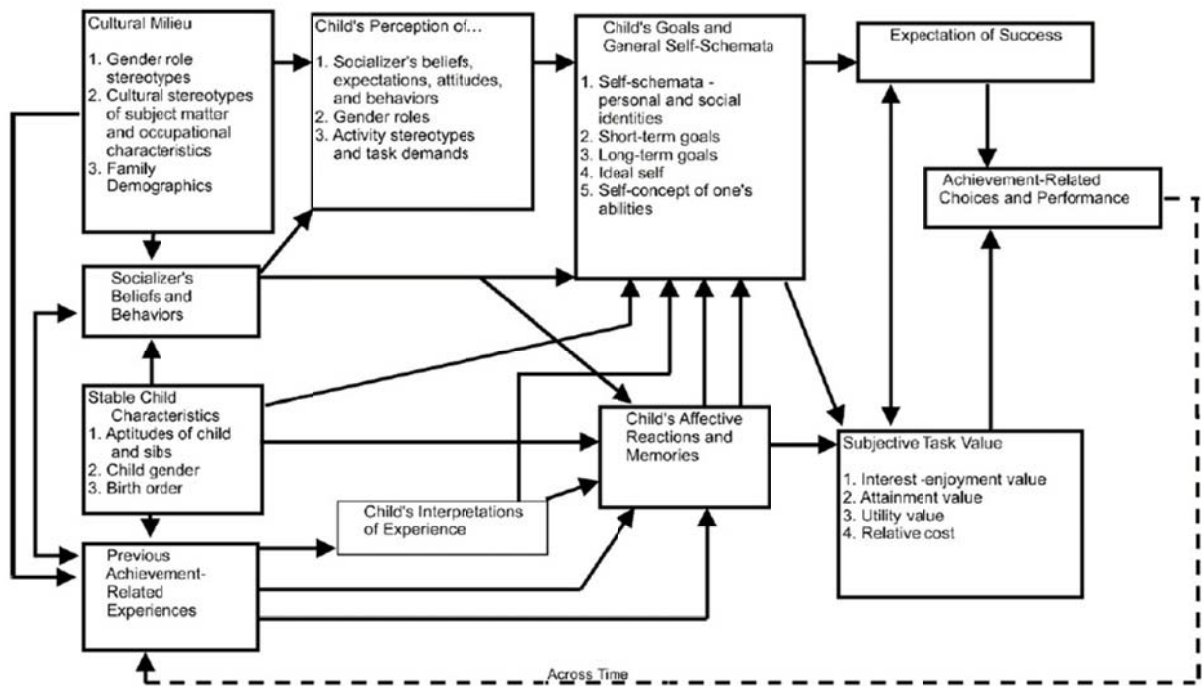 Cultural Milieu
1. Gender role
stereotypes
2. Cultural stereotypes
of subject matter
and occupational
characteristics
3. Family
Demographics
Child's Perception of...
1. Socializer's beliefs,
expectations, attitudes,
and behaviors
2. Gender roles
3. Activity stereotypes
and task demands
Child's Goals and
General Self-Schemata
1. Self-schemata -
personal and social
identities
2. Short-term goals
3. Long-term goals
4. Ideal self
5. Self-concept of one's
abilities
Expectation of Success
Achievement-Related
Choices and Performance
Socializer's
Beliefs and
Behaviors
Stable Child
Characteristics
1. Aptitudes of child
and sibs
2. Child gender
3. Birth order
Child's Affective
Reactions and
Memories
Subjective Task Value
1. Interest -enjoyment value
2. Attainment value
3. Utility value
4. Relative cost
Child's Interpretations
of Experience
Previous
Achievement-
Related
Experiences
Across Time